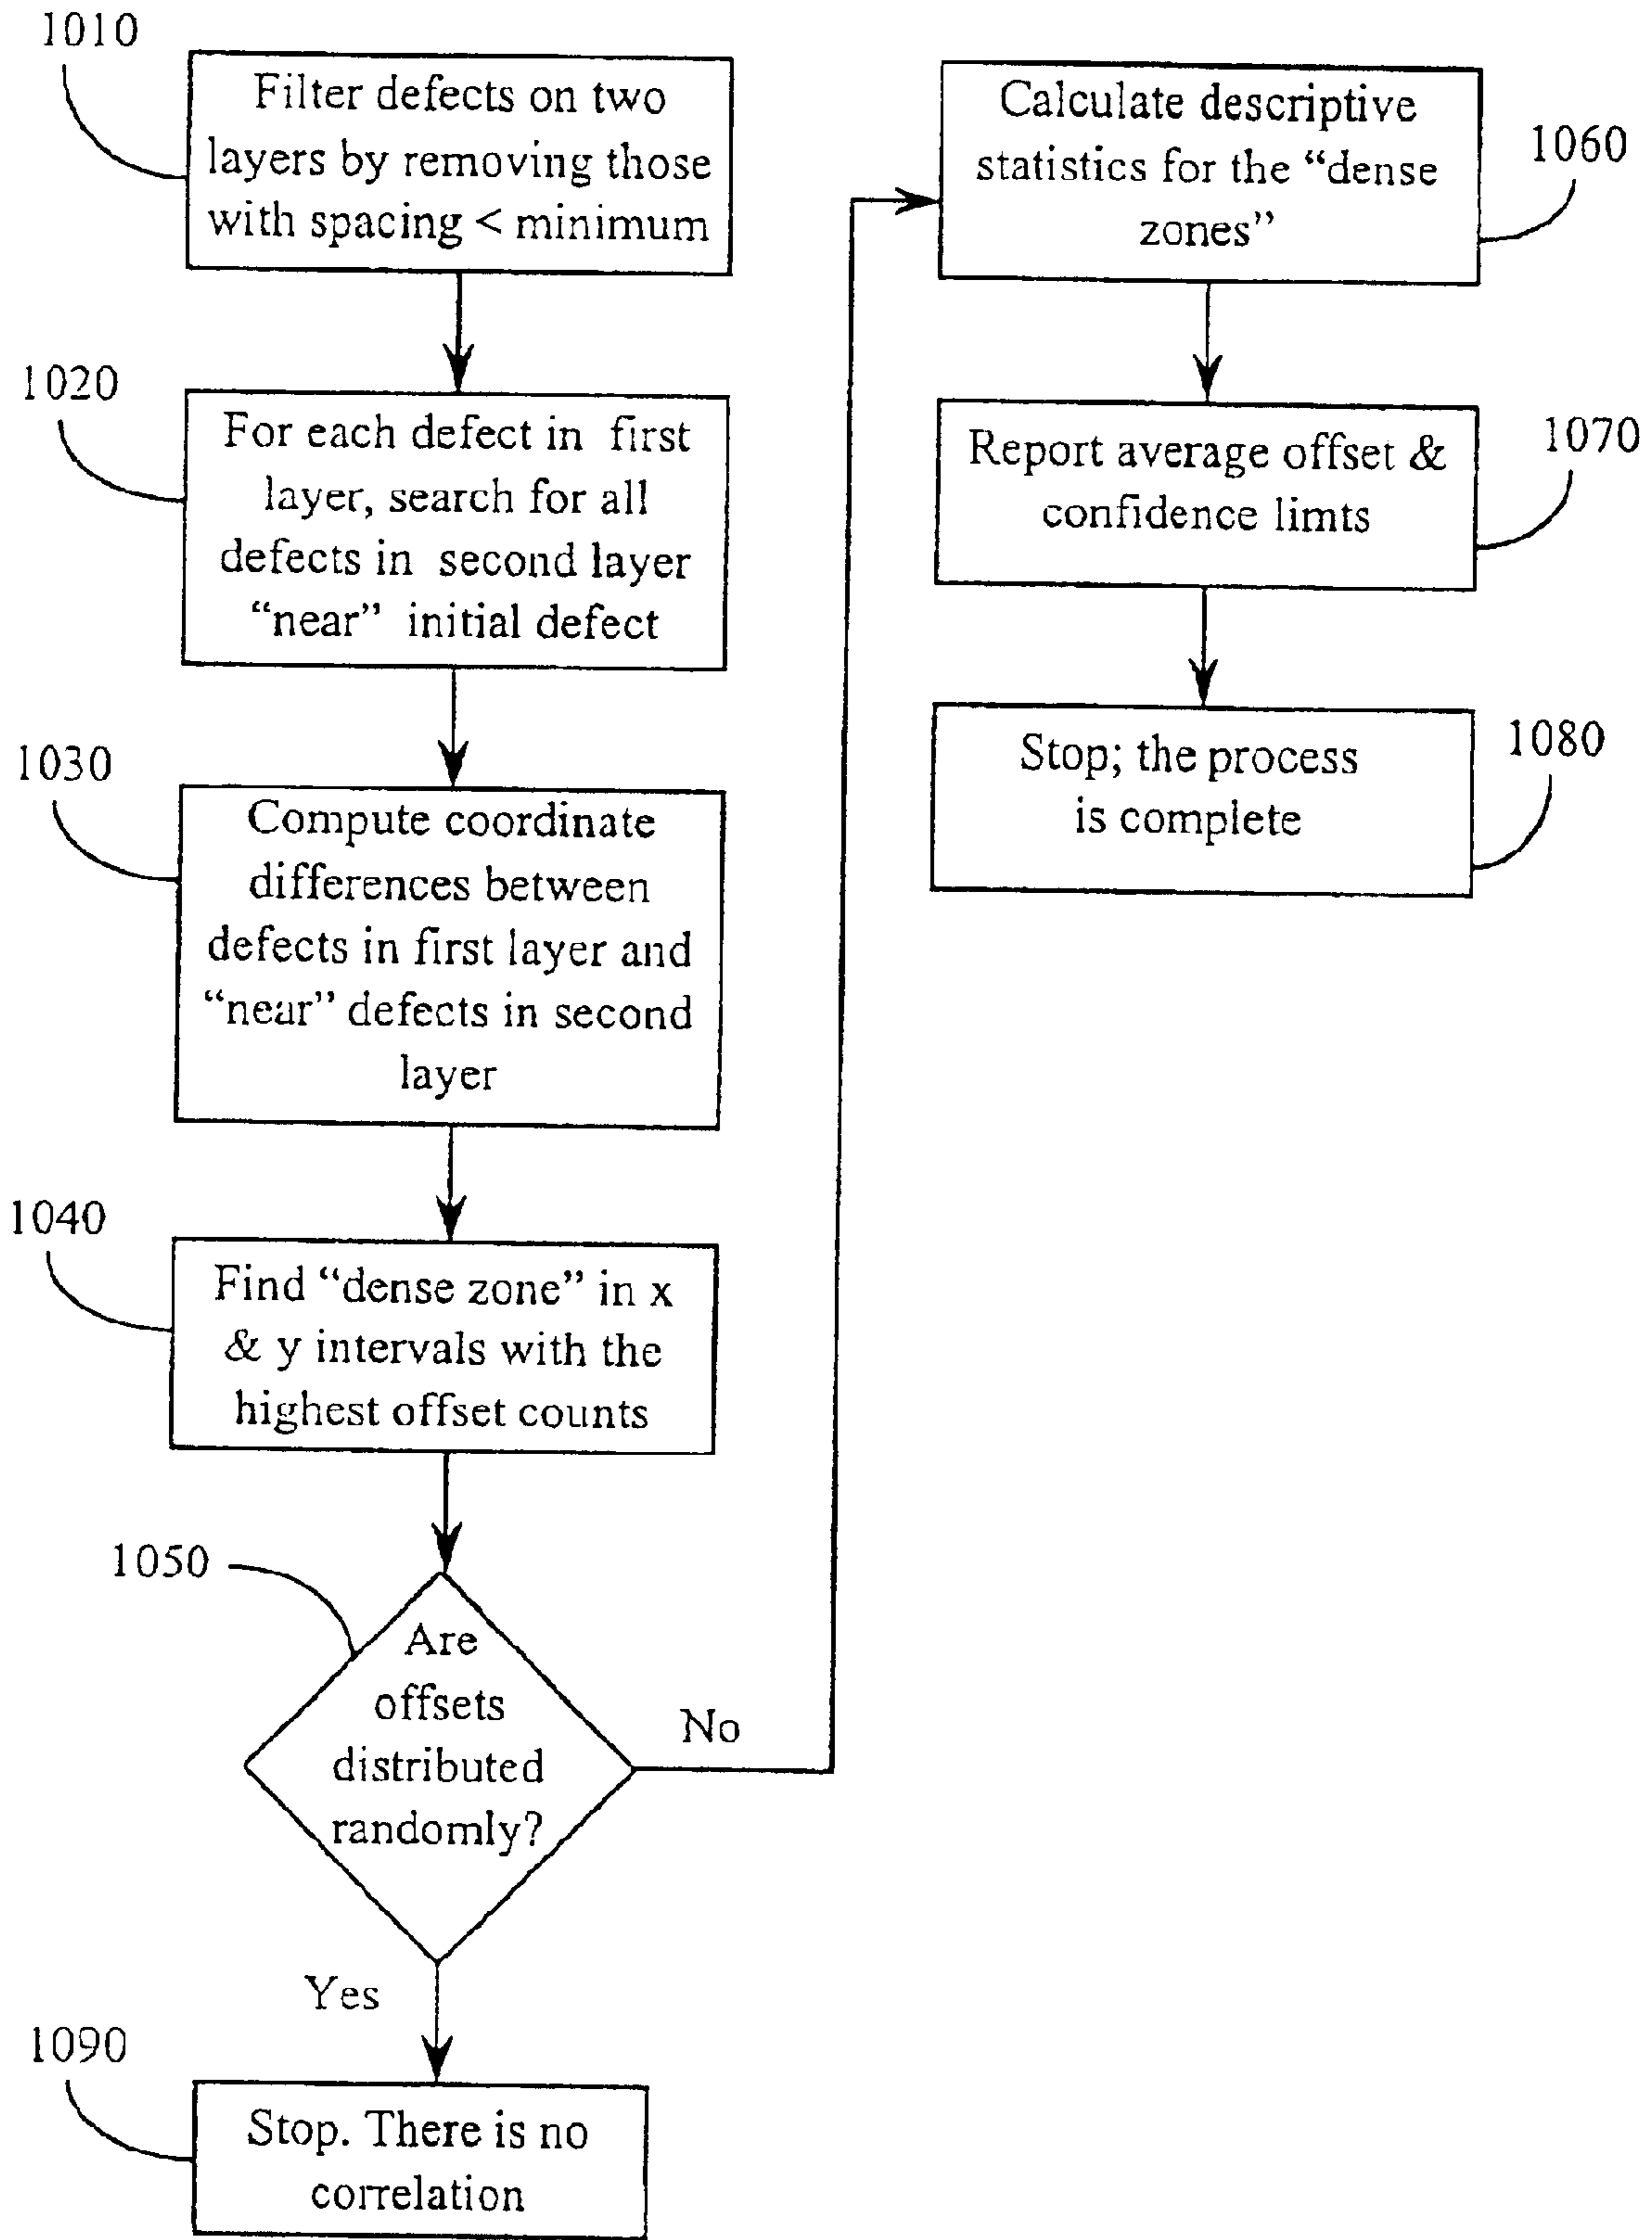 1010
Filter defects on two
layers by removing those
with spacing < minimum
1020
For each defect in first
layer, search for all
defects in second layer
“near” initial defect
1030
Compute coordinate
differences between
defects in first layer and
“near” defects in second
layer
1040
Find “dense zone” in x
& y intervals with the
highest offset counts
1050
Are
offsets
distributed
randomly?
No
Yes
1090
Stop. There is no
correlation
Calculate descriptive
statistics for the “dense
zones”
1060
Report average offset &
confidence limts
1070
Stop; the process
is complete
1080